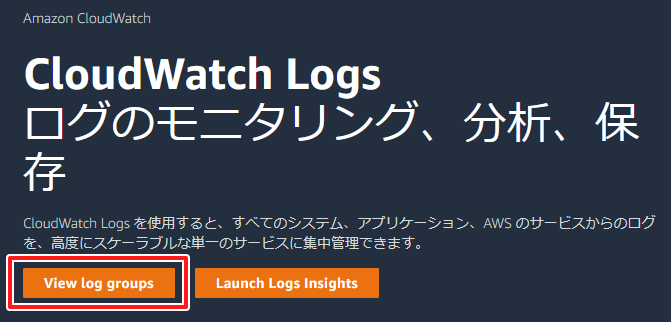 Amazon CloudWatch
CloudWatch Logs
ログのモニタリング、分析、保
存
CloudWatch Logs を使用すると、すべてのシステム、アプリケーション、AWS のサービスからのログ
を、高度にスケーラブルな単一のサービスに集中管理できます。
View log groups
Launch Logs Insights